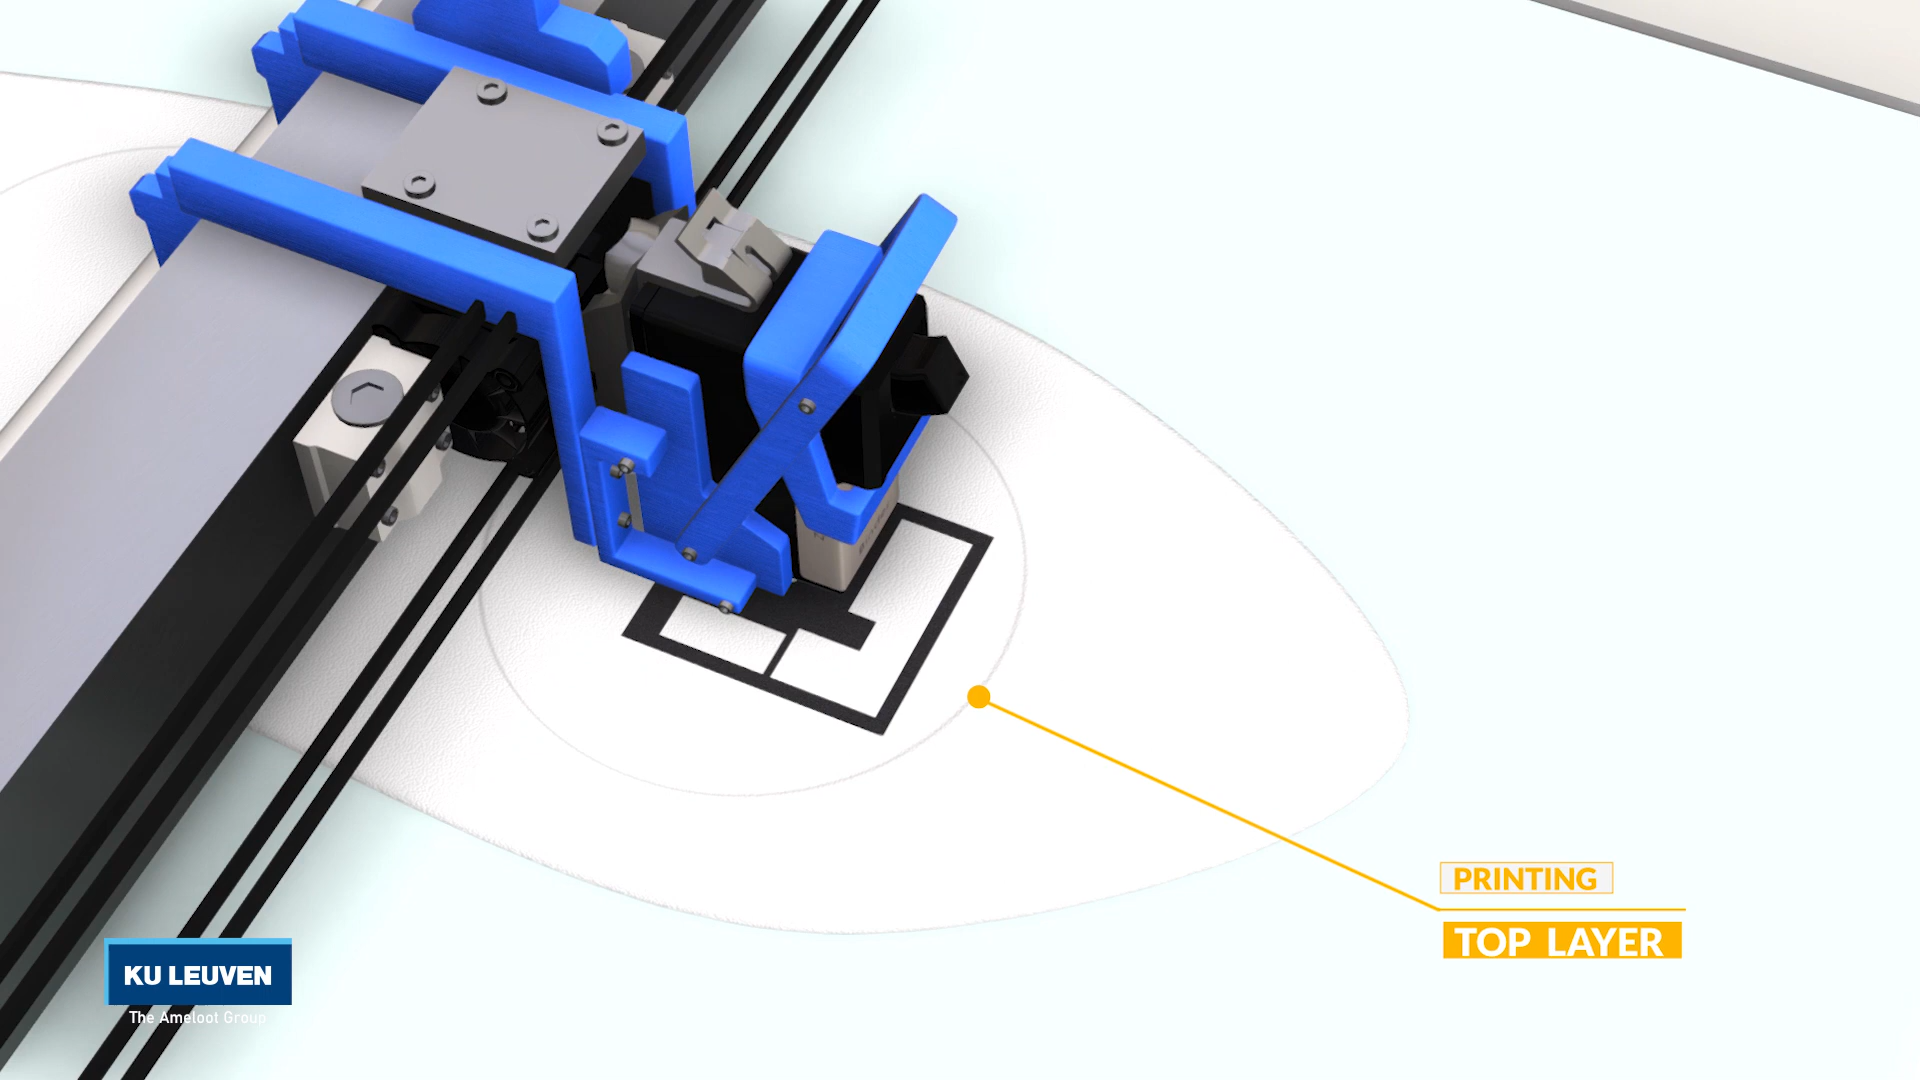 PRINTING
TOP LAYER
KU LEUVEN
The Ameloot Group